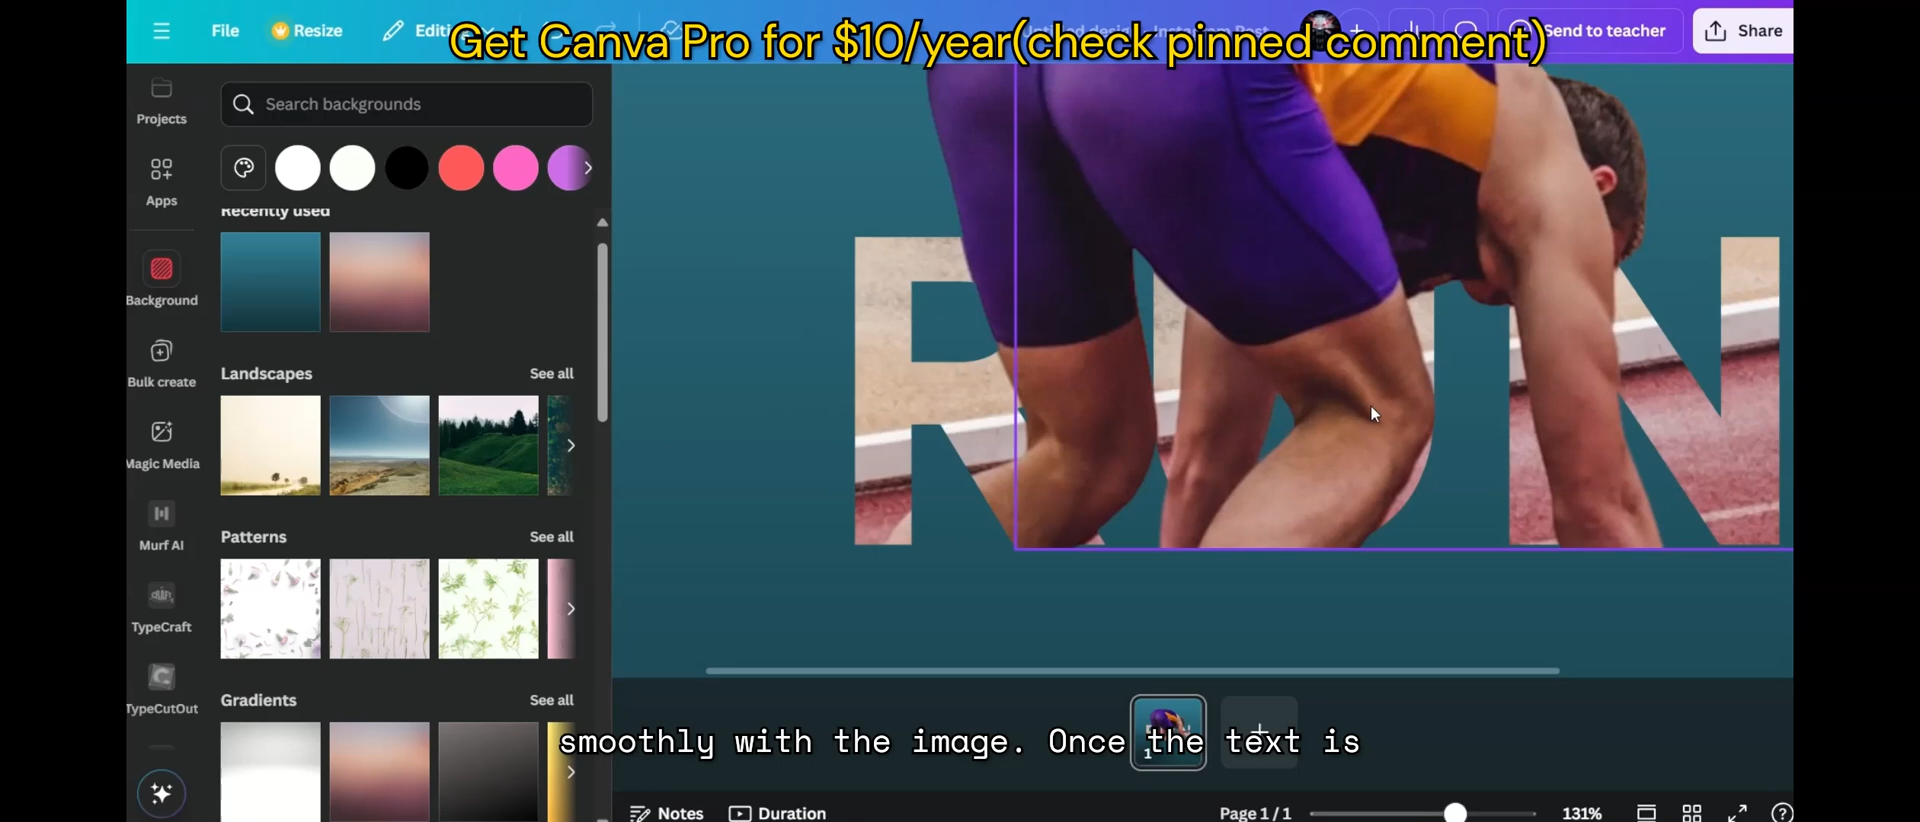 Get Canva Pro for $10/year(check pinned comment)
File
Resize
Send to teacher
Share
Projects
Search backgrounds
Apps
Recently used
Background
Landscapes
See all
Bulk create
Magic Media
Murf AI
Patterns
See all
TypeCraft
TypeCutOut
Gradients
See all
RUN
1
smoothly with the image. Once the text is
Notes
Duration
Page 1 / 1
131%